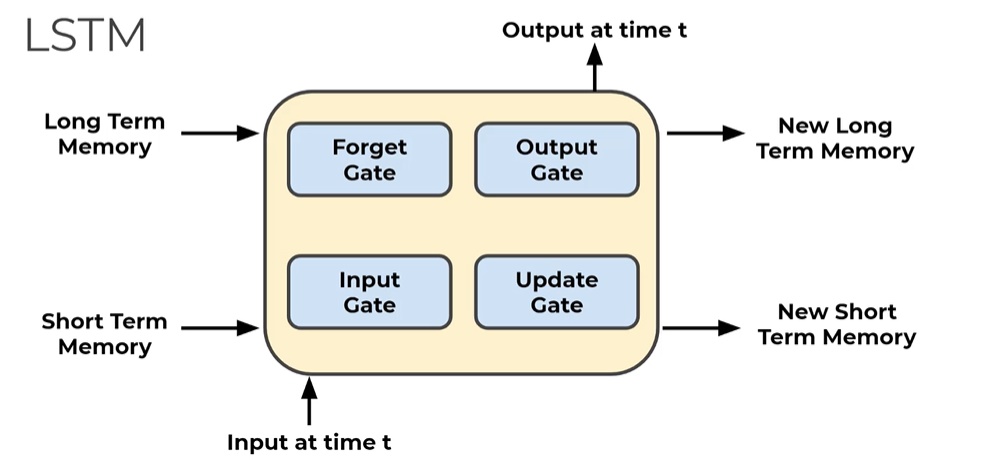 LSTM
Output at time t
Long Term
Memory
Forget
Gate
Output
Gate
New Long
Term Memory
Input
Gate
Update
Gate
Short Term
Memory
New Short
Term Memory
Input at time t